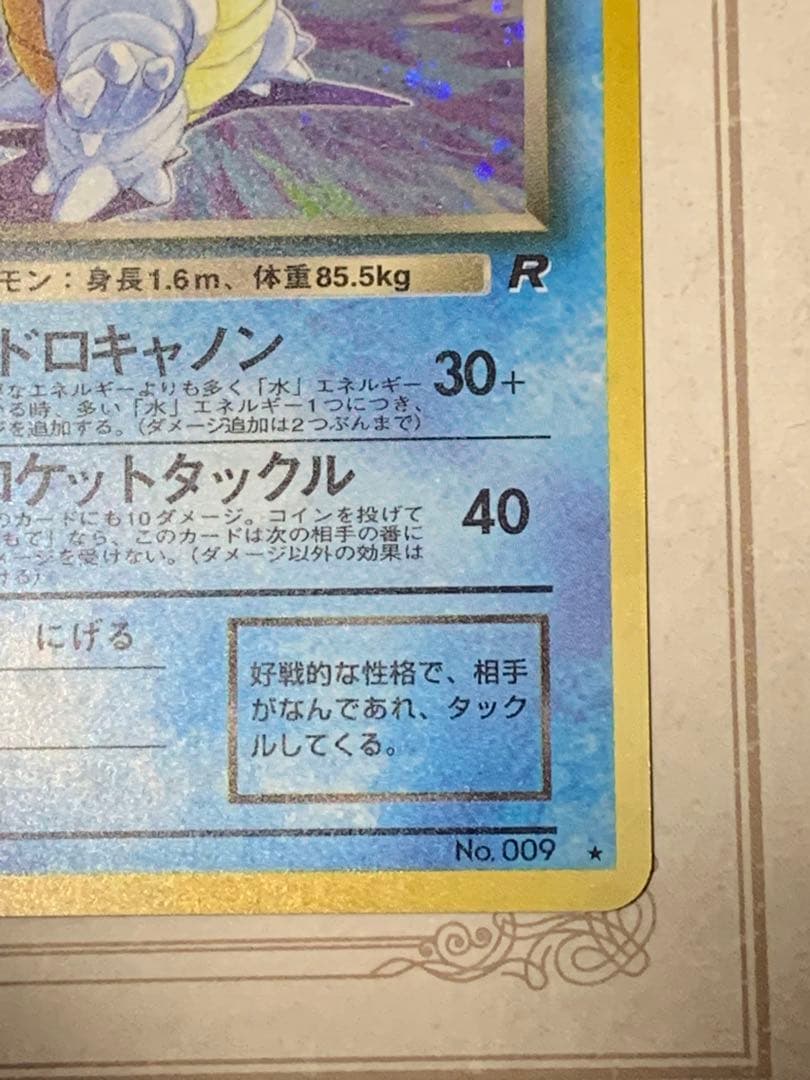 モン：身長1.6m、体重85.5kg R
ドロキャノン
なエネルギーよりも多く「水」エネルギー 30+
る時、多い「水」エネルギー1つにつき、
ジを追加する。(ダメージ追加は2つぶんまで)
ロケットタックル
のカードにも10ダメージ。コインを投げて 40
もて」なら、このカードは次の相手の番に
メージを受けない。(ダメージ以外の効果は
ける)
にげる
好戦的な性格で、相手
がなんであれ、タック
ルしてくる。
No. 009 ★